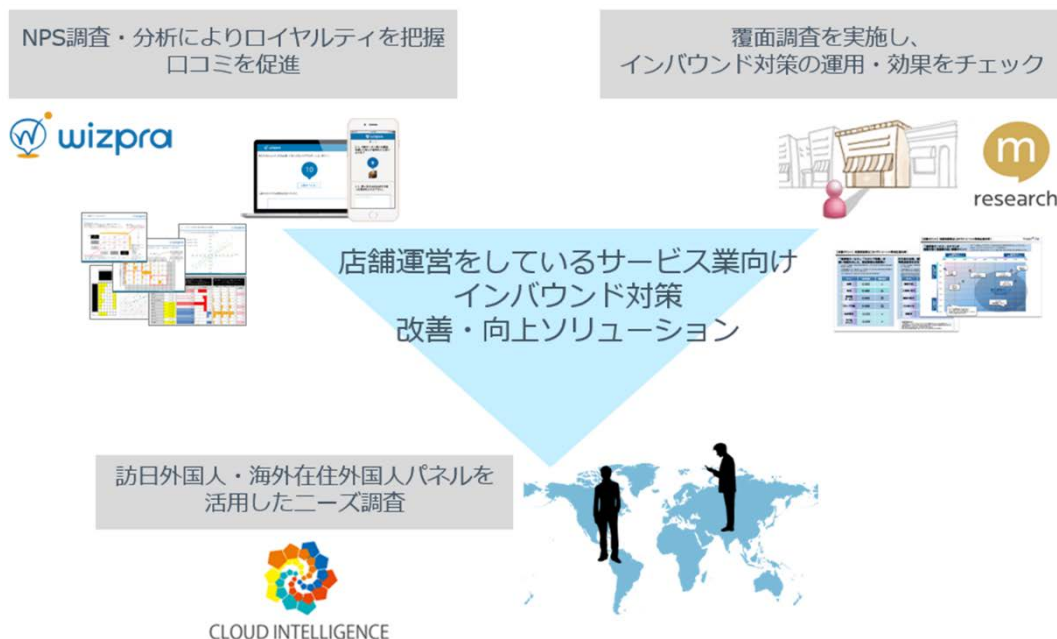 NPS調査・分析によりロイヤルティを把握
口コミを促進
覆面調査を実施し、
インバウンド対策の運用・効果をチェック
wizpra
m
research
店舗運営をしているサービス業向け
インバウンド対策
改善・向上ソリューション
訪日外国人・海外在住外国人パネルを
活用したニーズ調査
CLOUD INTELLIGENCE